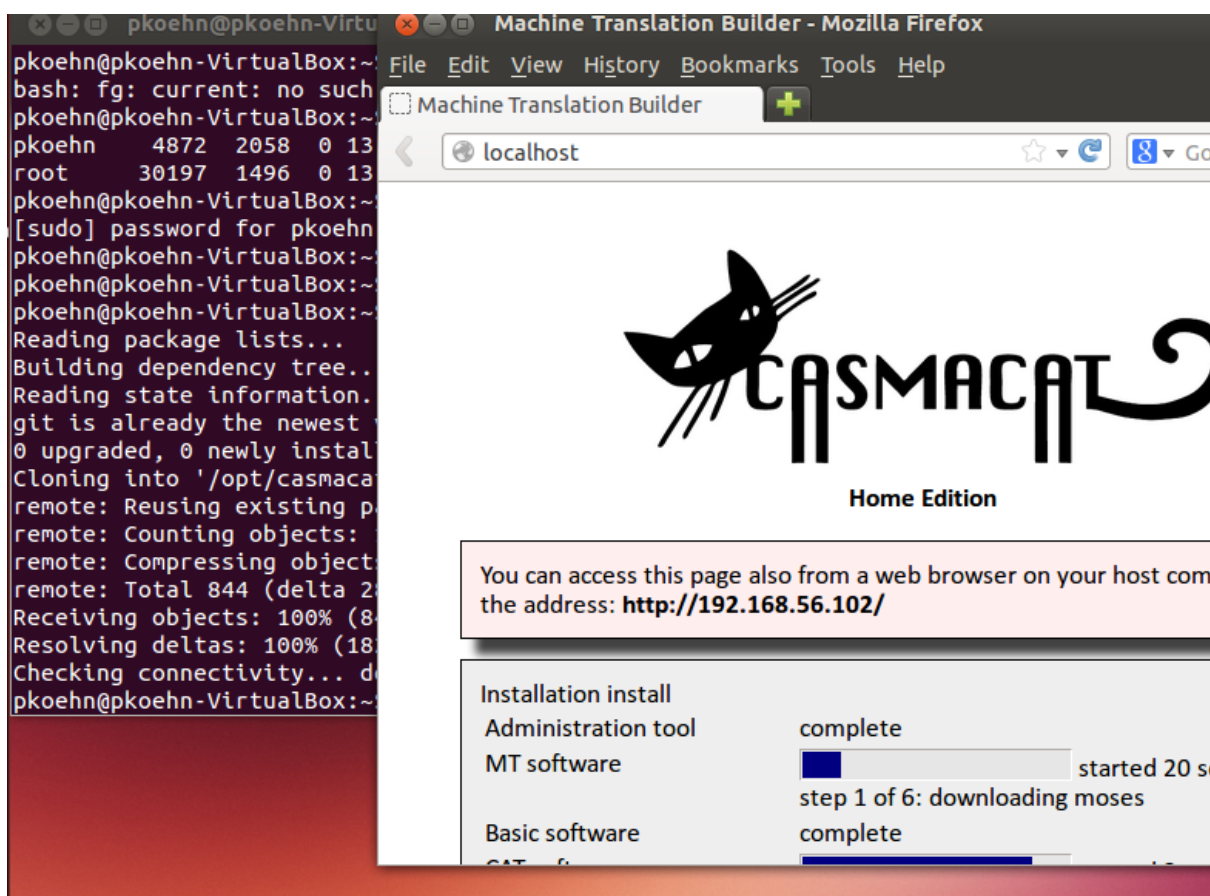 pkoehn@pkoehn-Virtu
pkoehn@pkoehn-VirtualBox:~
bash: fg: current: no such
pkoehn@pkoehn-VirtualBox:~
pkoehn 4872 2058 0 13
root 30197 1496 0 13
pkoehn@pkoehn-VirtualBox:~
[sudo] password for pkoehn
pkoehn@pkoehn-VirtualBox:~
pkoehn@pkoehn-VirtualBox:~
pkoehn@pkoehn-VirtualBox:~
Reading package lists...
Building dependency tree..
Reading state information.
git is already the newest
0 upgraded, 0 newly instal
Cloning into '/opt/casmaca
remote: Reusing existing pa
remote: Counting objects:
remote: Compressing object
remote: Total 844 (delta 2
Receiving objects: 100% (84
Resolving deltas: 100% (18
Checking connectivity... d
pkoehn@pkoehn-VirtualBox:~
Machine Translation Builder - Mozilla Firefox
File Edit View History Bookmarks Tools Help
Machine Translation Builder
localhost
8 Go
CASMACAT
Home Edition
You can access this page also from a web browser on your host com
the address: http://192.168.56.102/
Installation install
Administration tool complete
MT software started 20 s
step 1 of 6: downloading moses
Basic software complete